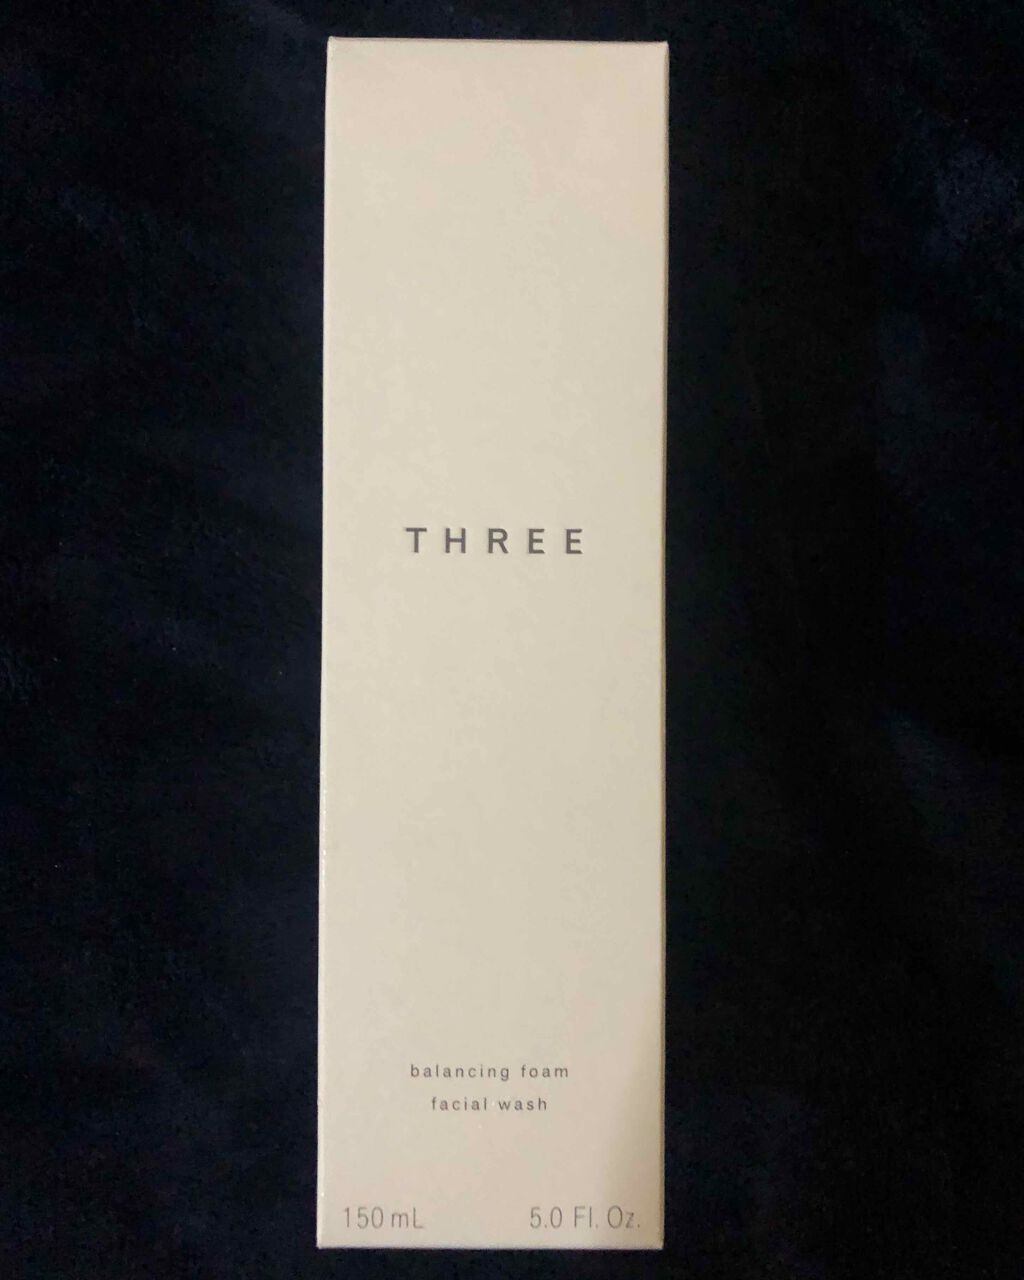 THREE
balancing foam
facial wash
150 mL 5.0 Fl. Oz.